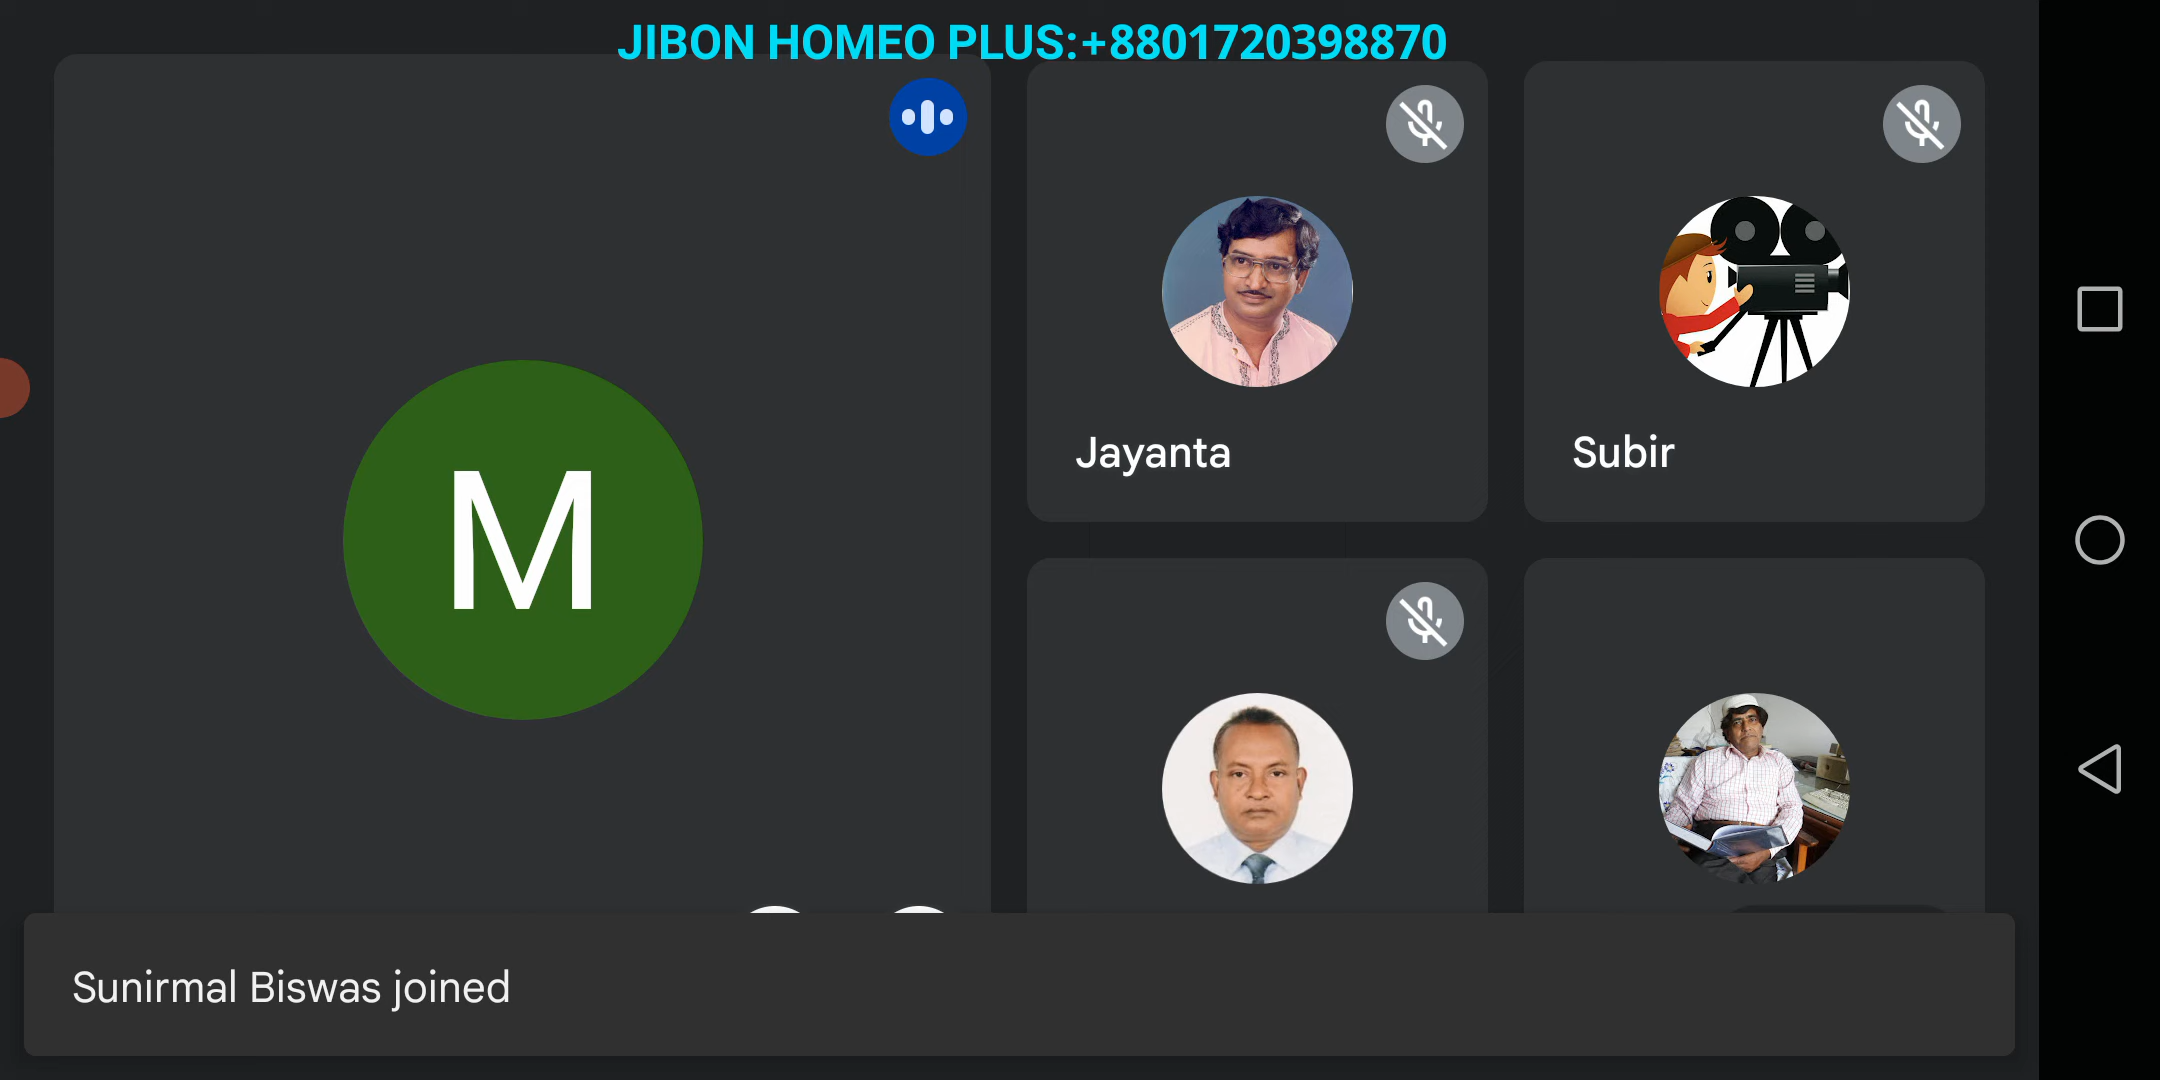 JIBON HOMEO PLUS:+8801720398870
M
Jayanta
Subir
Sunirmal Biswas joined